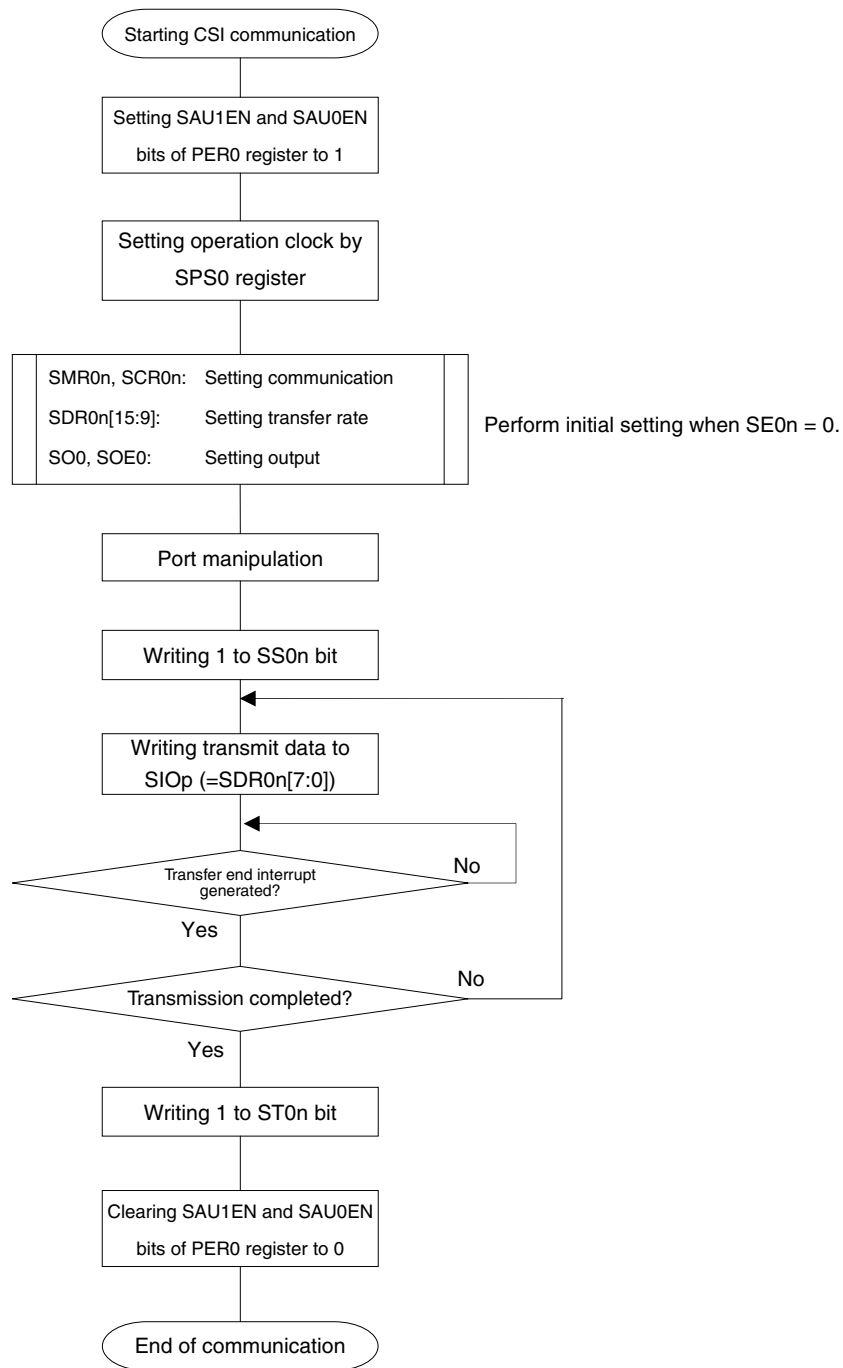 Starting CSI communication
Setting SAU1EN and SAU0EN
bits of PER0 register to 1
Setting operation clock by
SPS0 register
SMR0n, SCR0n: Setting communication
SDR0n[15:9]: Setting transfer rate
SO0, SOE0: Setting output
Perform initial setting when SE0n = 0.
Port manipulation
Writing 1 to SS0n bit
Writing transmit data to
SIOp (=SDR0n[7:0])
Transfer end interrupt
generated?
No
Yes
Transmission completed?
No
Yes
Writing 1 to ST0n bit
Clearing SAU1EN and SAU0EN
bits of PER0 register to 0
End of communication